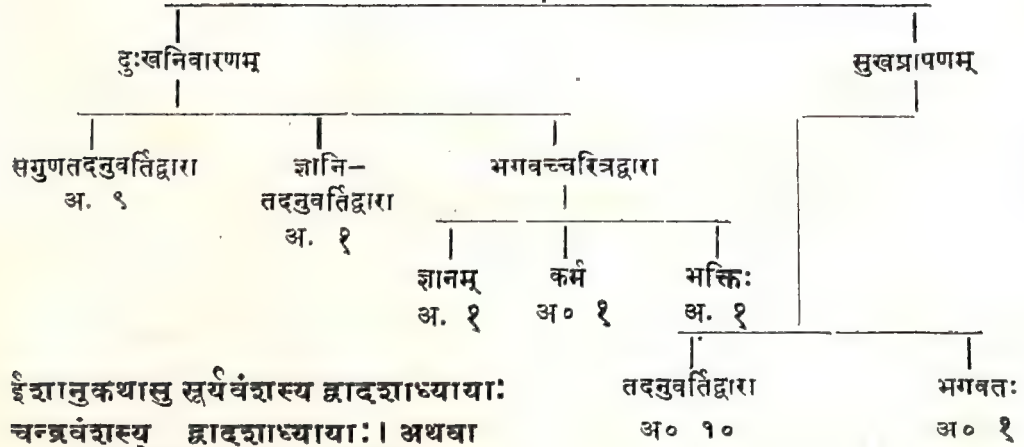 दुःखनिवारणम् सुखप्रापणम्
सगुणतदनुवर्तिद्वारा ज्ञानि– भगवच्चरित्रद्वारा
अ. ९ तदनुवर्तिद्वारा
अ. १
ज्ञानम् कर्म भक्तिः
अ. १ अ० १ अ. १
ईशानुकथासु सूर्यवंशस्य द्वादशाध्यायाः तदनुवर्तिद्वारा भगवतः
चन्द्रवंशस्य द्वादशाध्यायाः। अथवा अ० १० अ० १